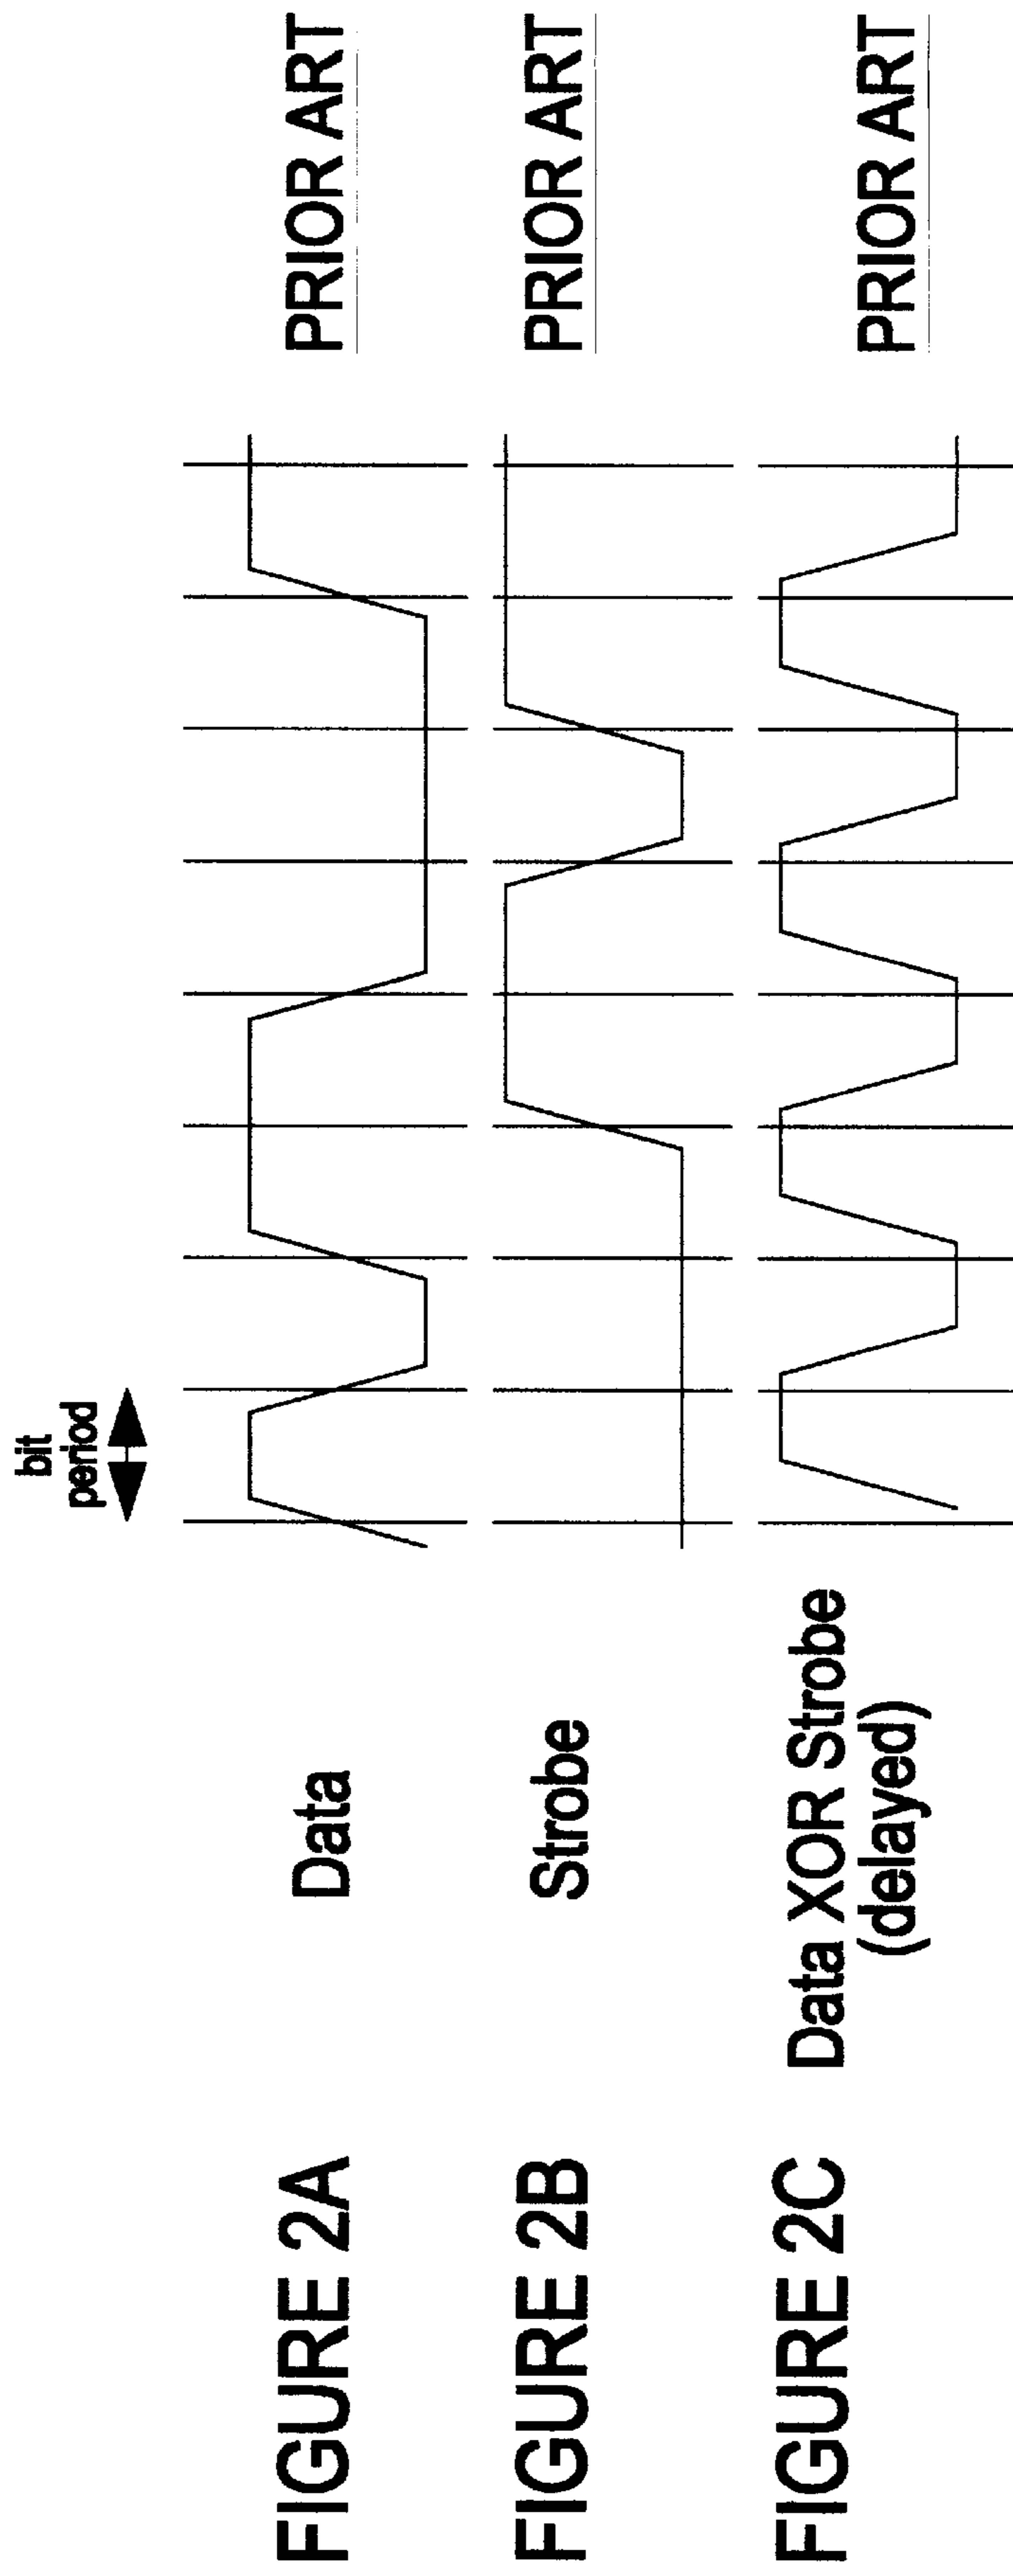 bit
period
FIGURE 2A
Data
PRIOR ART
FIGURE 2B
Strobe
PRIOR ART
FIGURE 2C
Data XOR Strobe
(delayed)
PRIOR ART